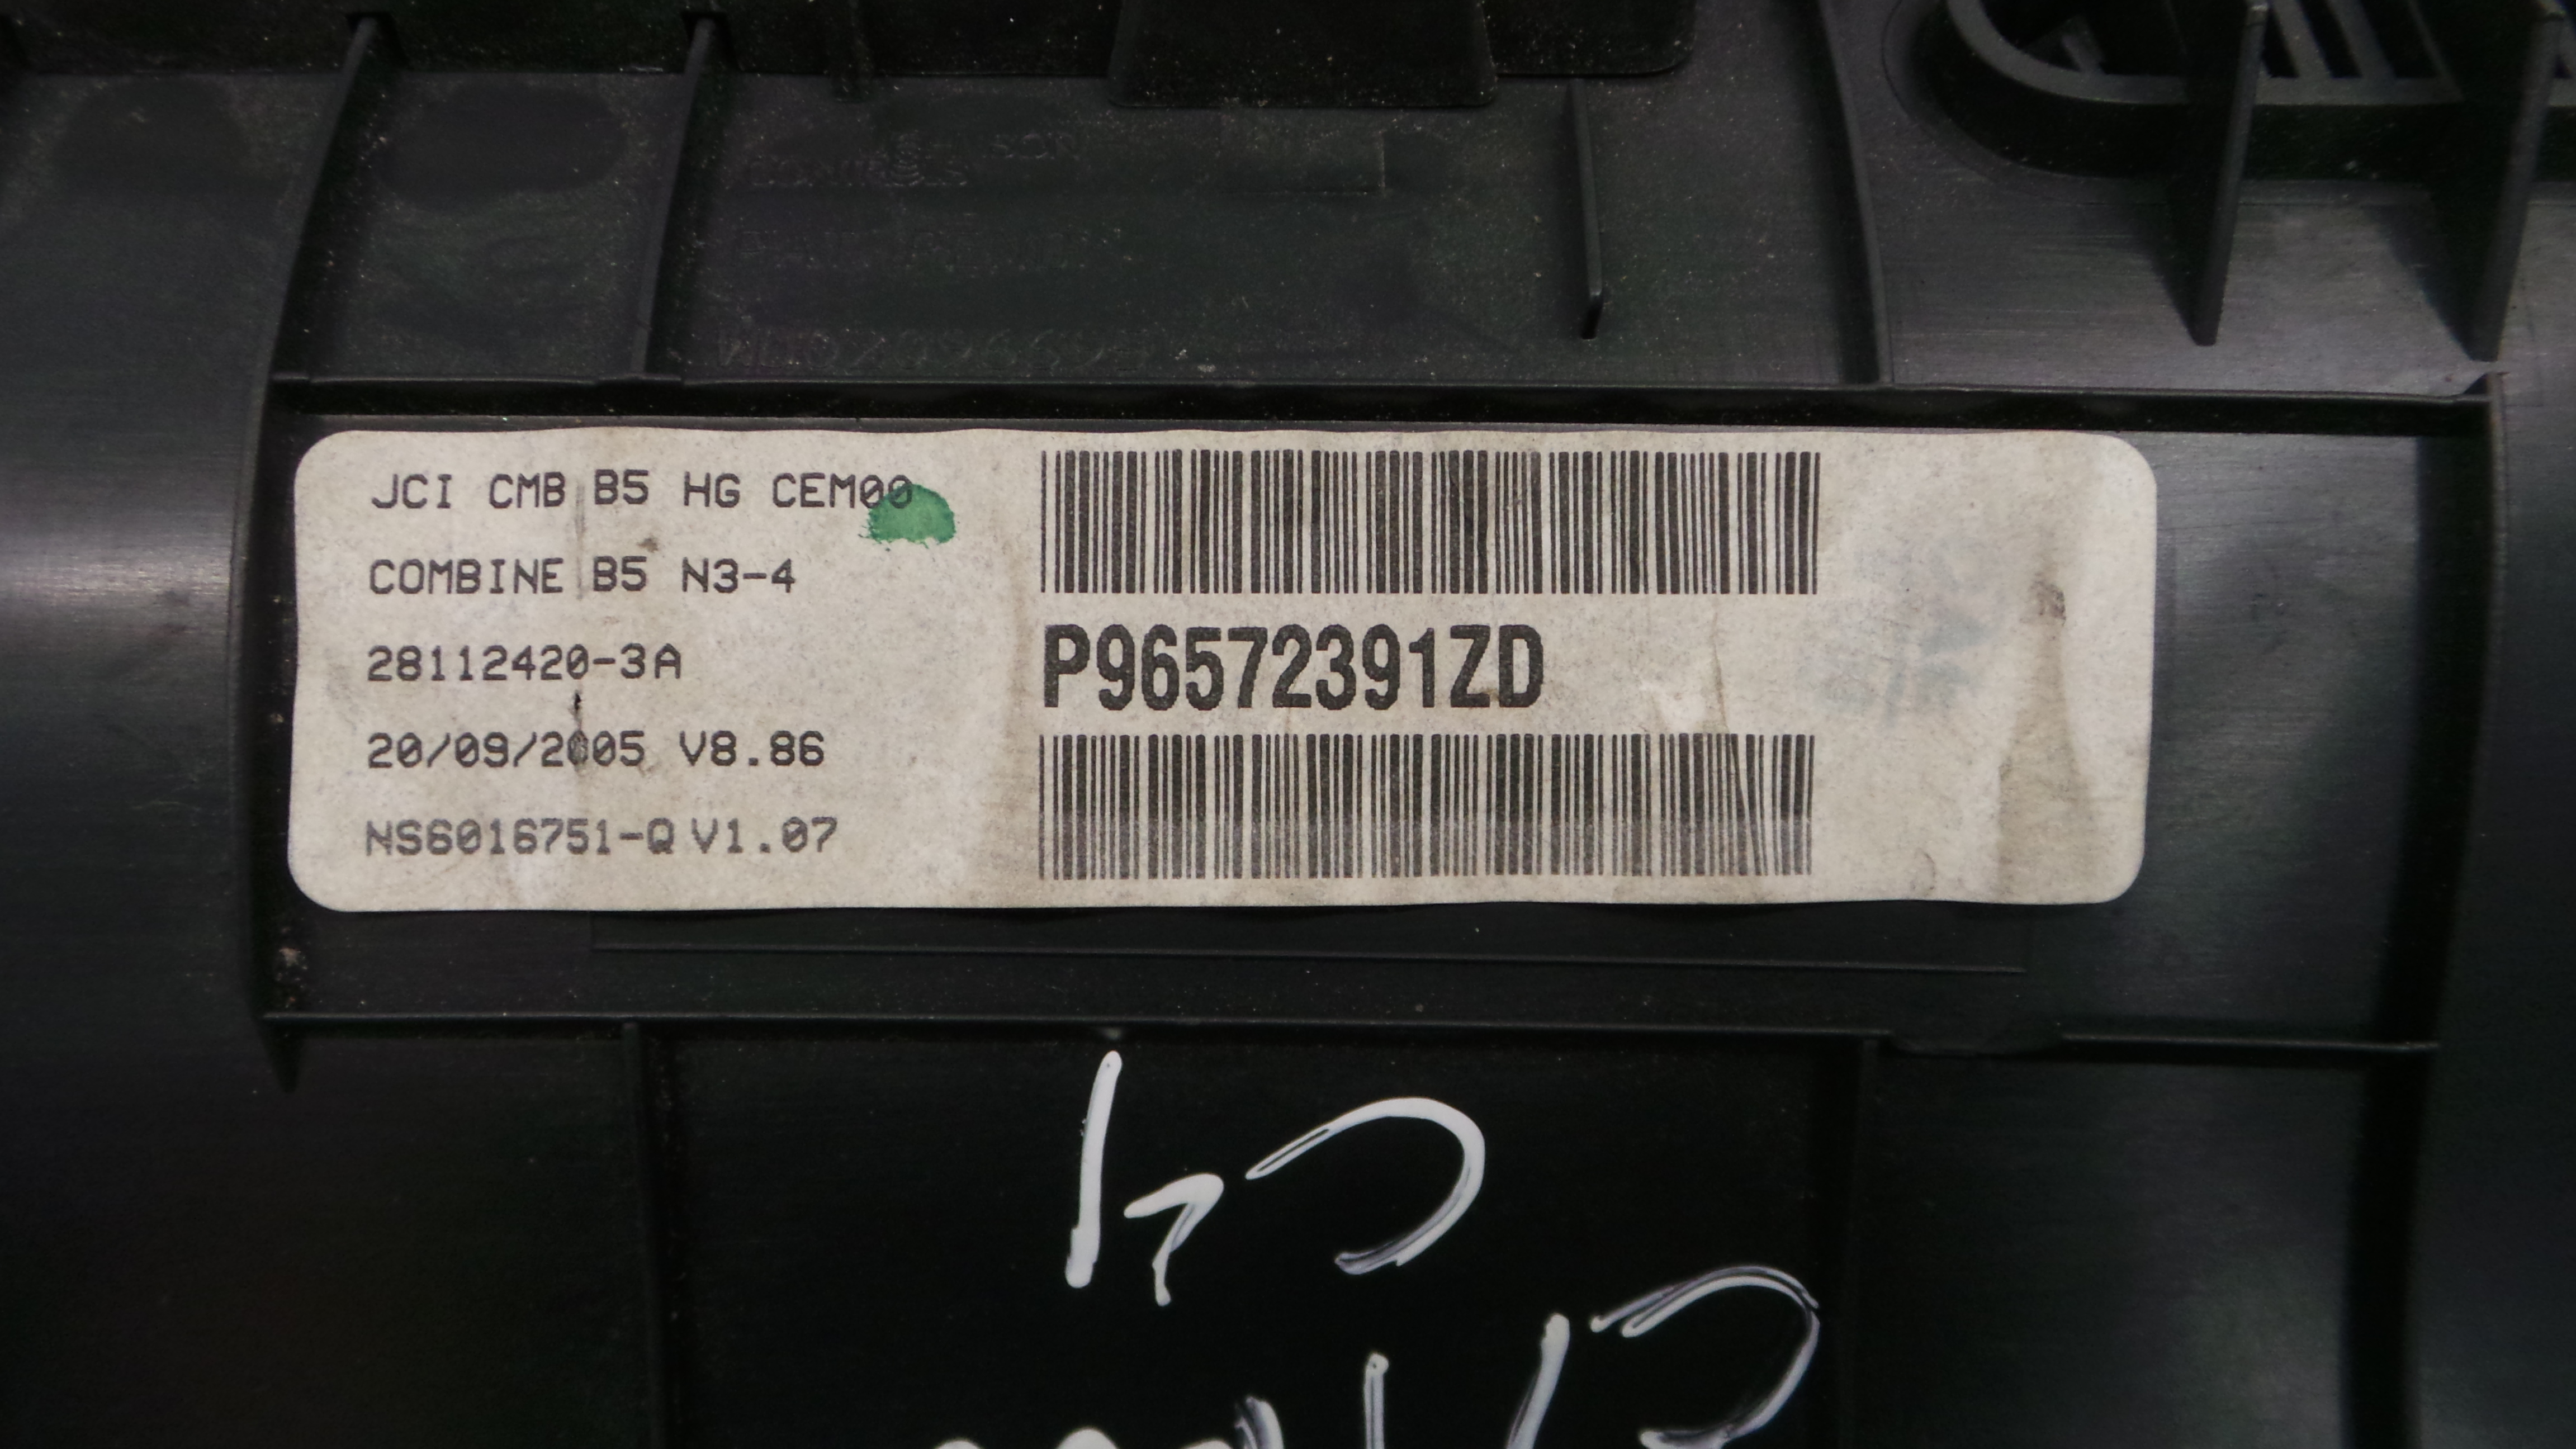 JCI CMB B5 HG CEM00
COMBINE B5 N3-4
28112420-3A
20/09/2005 V8.86
NS6016751-Q V1.07
P96572391ZD
C4